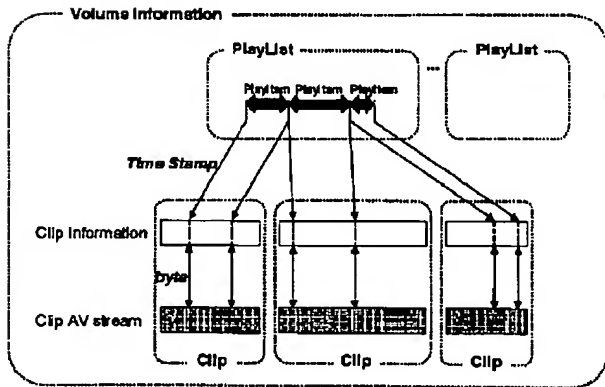 Volume Information
PlayList
...
PlayList
PlayItem PlayItem PlayItem
Time Stamp
Clip Information
byte
Clip AV stream
Clip
Clip
Clip